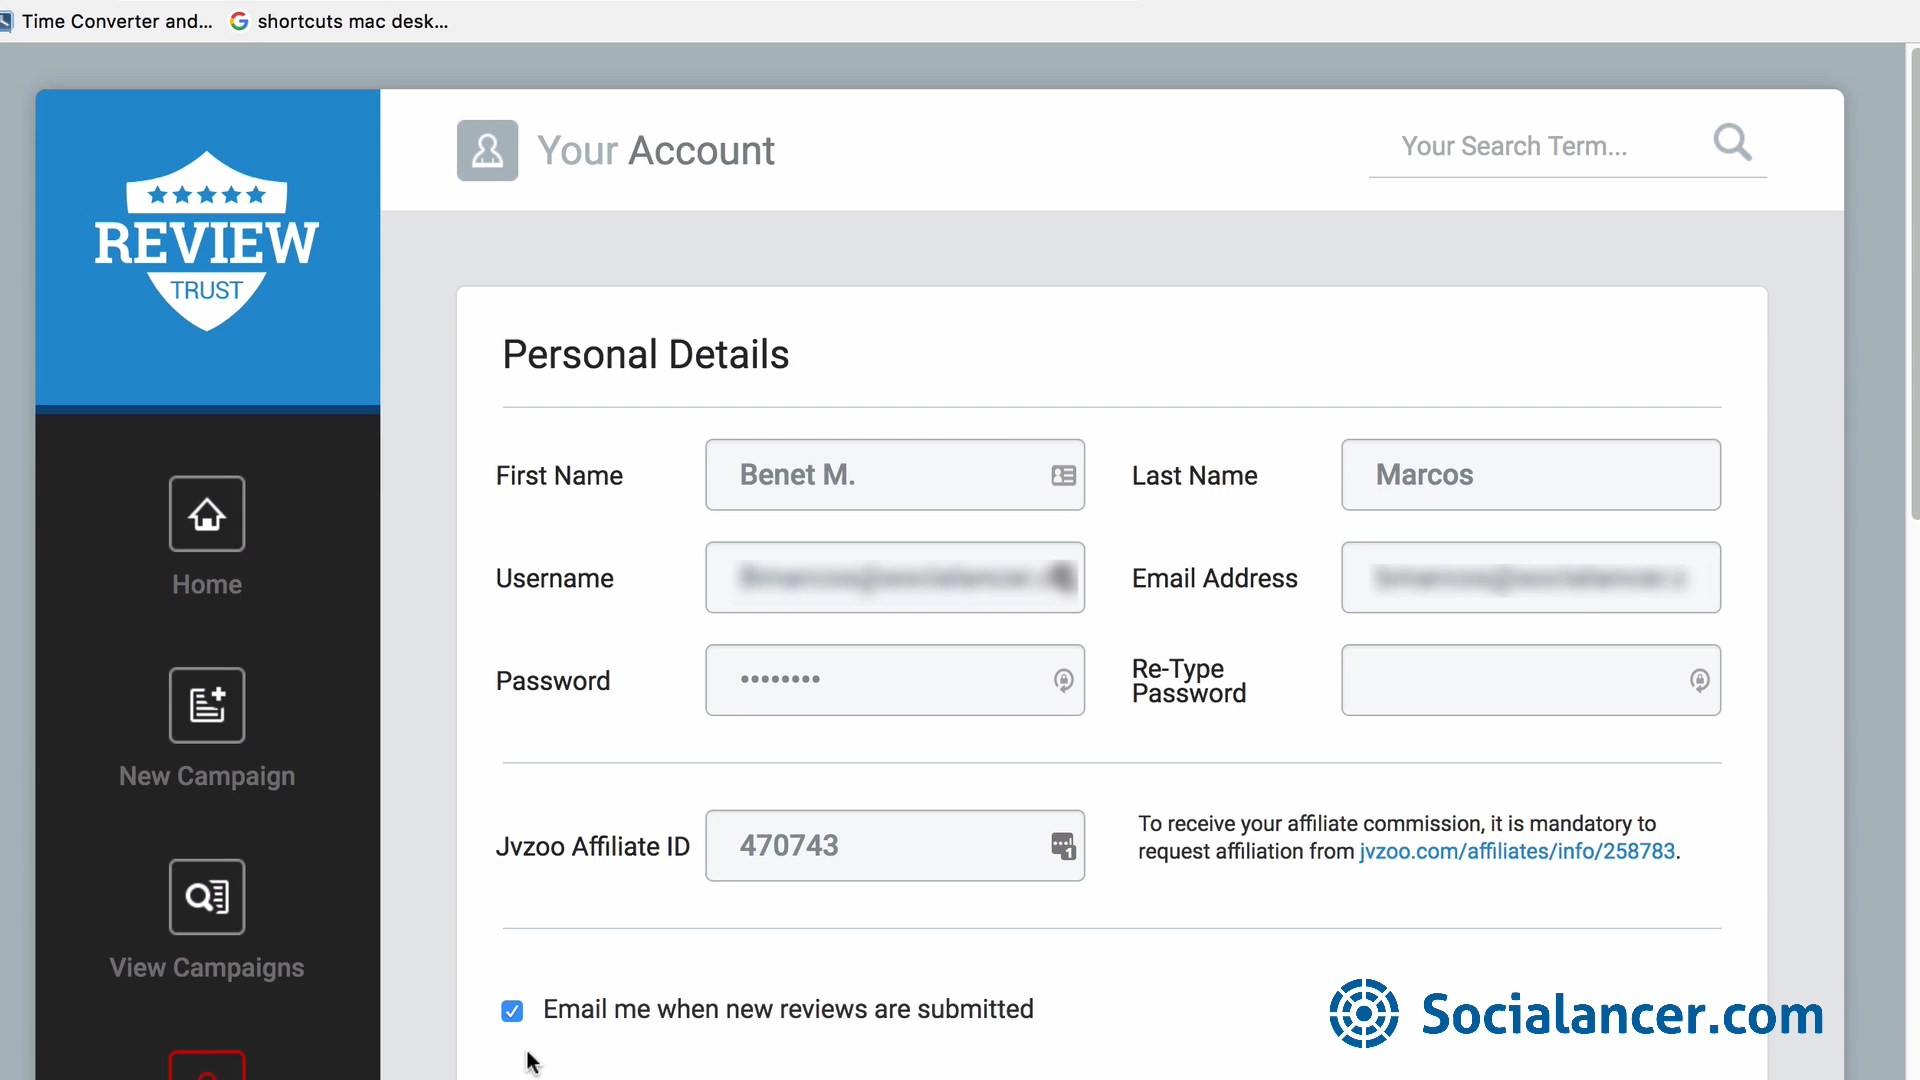 Time Converter and...
shortcuts mac desk...
REVIEW
TRUST
Your Account
Your Search Term...
Personal Details
First Name
Benet M.
Last Name
Marcos
Username
Email Address
Password
••••••••
Re-Type
Password
Jvzoo Affiliate ID
470743
To receive your affiliate commission, it is mandatory to
request affiliation from jvzoo.com/affiliates/info/258783.
Email me when new reviews are submitted
Home
New Campaign
View Campaigns
Socialancer.com